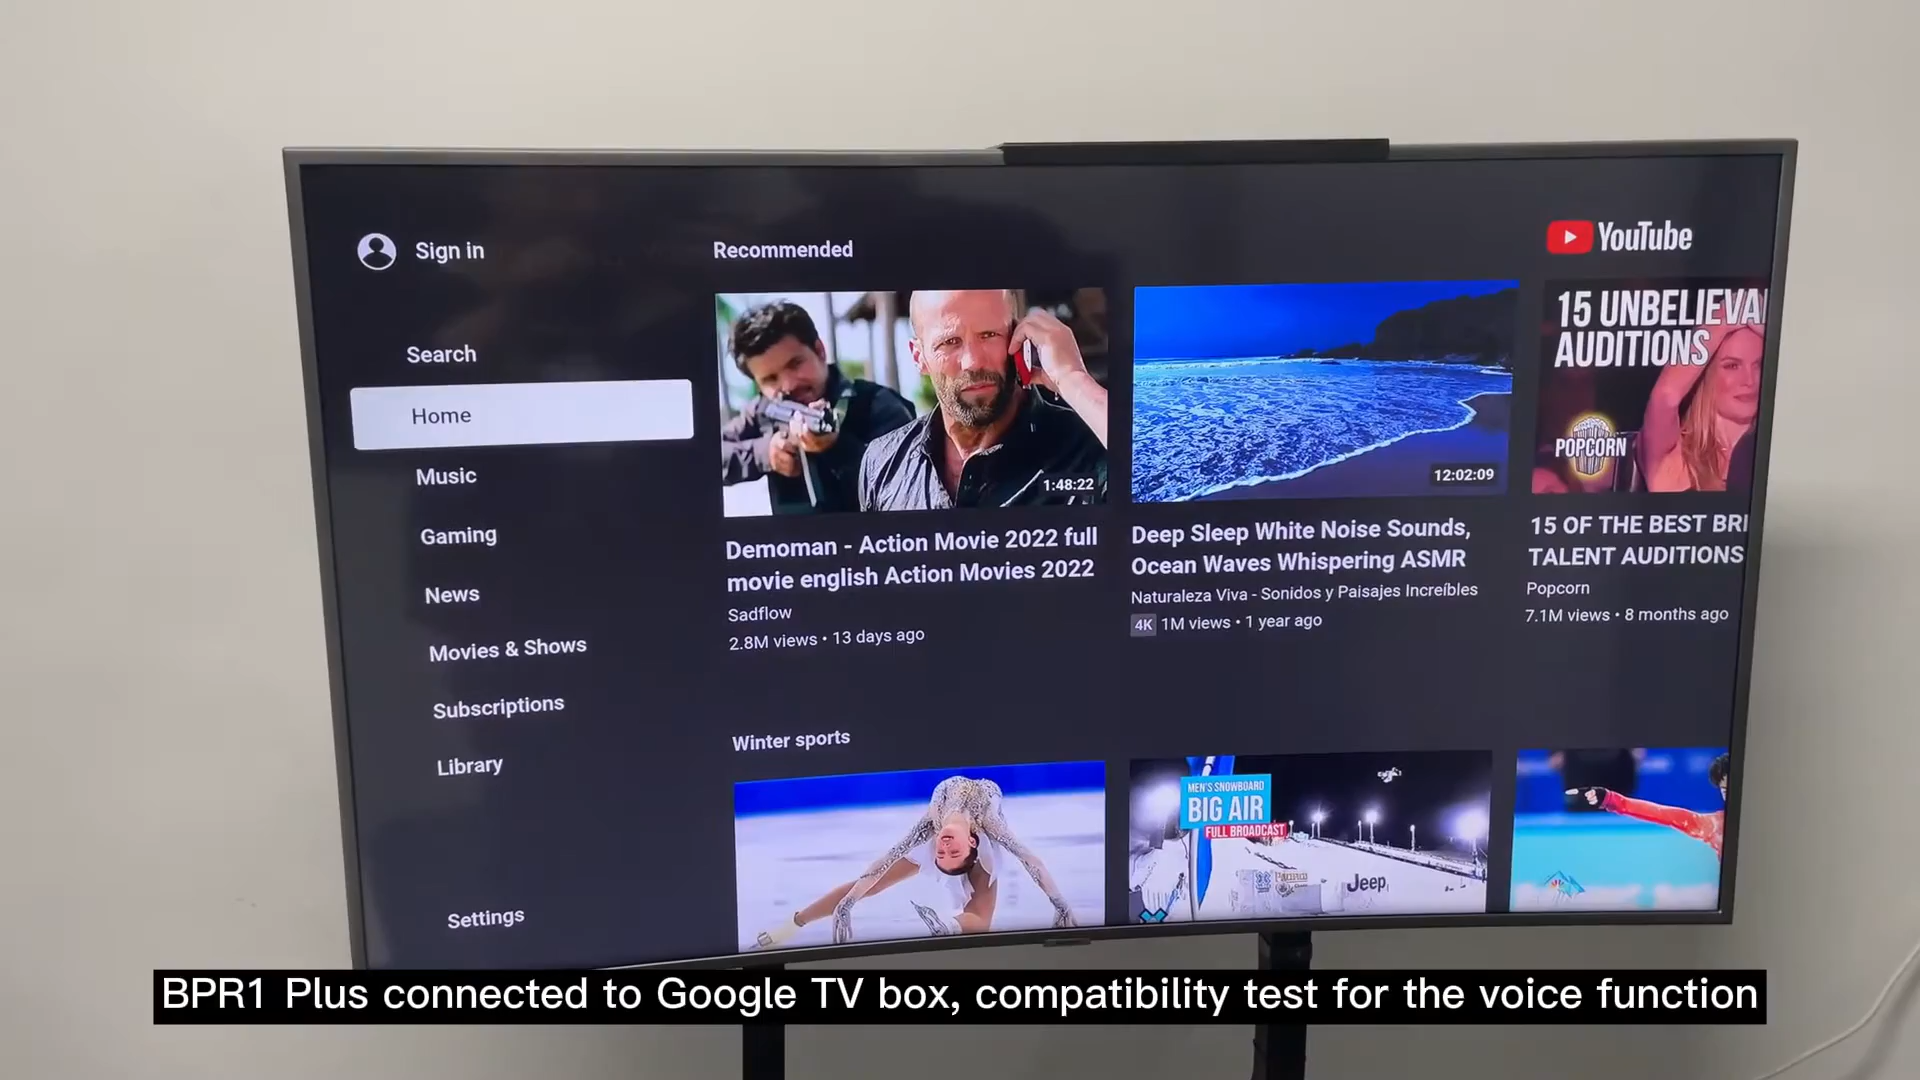 Sign in
Search
Home
Music
Gaming
News
Movies & Shows
Subscriptions
Library
Settings
YouTube
Recommended
1:48:22
Demoman - Action Movie 2022 full
movie english Action Movies 2022
Sadflow
2.8M views • 13 days ago
12:02:09
Deep Sleep White Noise Sounds,
Ocean Waves Whispering ASMR
Naturaleza Viva - Sonidos y Paisajes Increíbles
4K 1M views • 1 year ago
15 UNBELIEVA
AUDITIONS
POPCORN
15 OF THE BEST BRI
TALENT AUDITIONS
Popcorn
7.1M views • 8 months ago
Winter sports
MEN'S SNOWBOARD
BIG AIR
FULL BROADCAST
Jeep
BPR1 Plus connected to Google TV box, compatibility test for the voice function